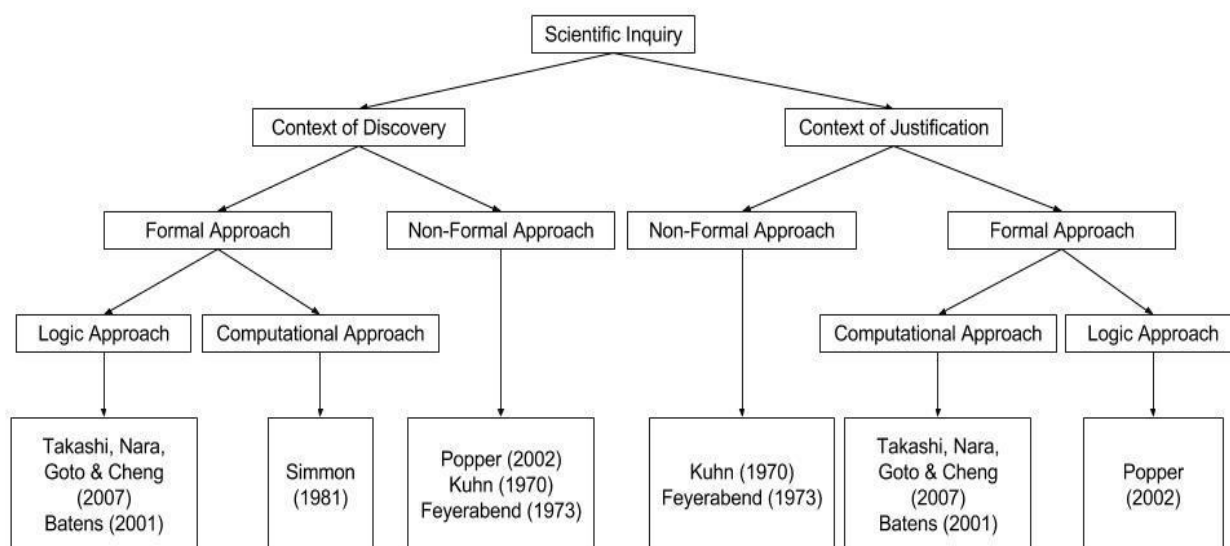 Scientific Inquiry
Context of Discovery
Context of Justification
Formal Approach
Non-Formal Approach
Non-Formal Approach
Formal Approach
Logic Approach
Computational Approach
Computational Approach
Logic Approach
Takashi, Nara,
Goto & Cheng
(2007)
Batens (2001)
Simmon
(1981)
Popper (2002)
Kuhn (1970)
Feyerabend (1973)
Kuhn (1970)
Feyerabend (1973)
Takashi, Nara,
Goto & Cheng
(2007)
Batens (2001)
Popper
(2002)